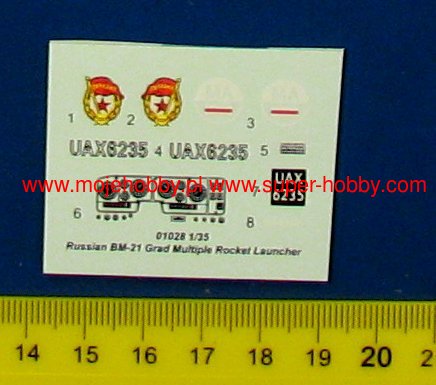 1 2 3
UAX6235 4 UAX6235 5
www.mojehobby.pl www.super-hobby.com
UAX
6235
6 7 8
01028 1/35
Russian BM-21 Grad Multiple Rocket Launcher
14 15 16 17 18 19 20 2